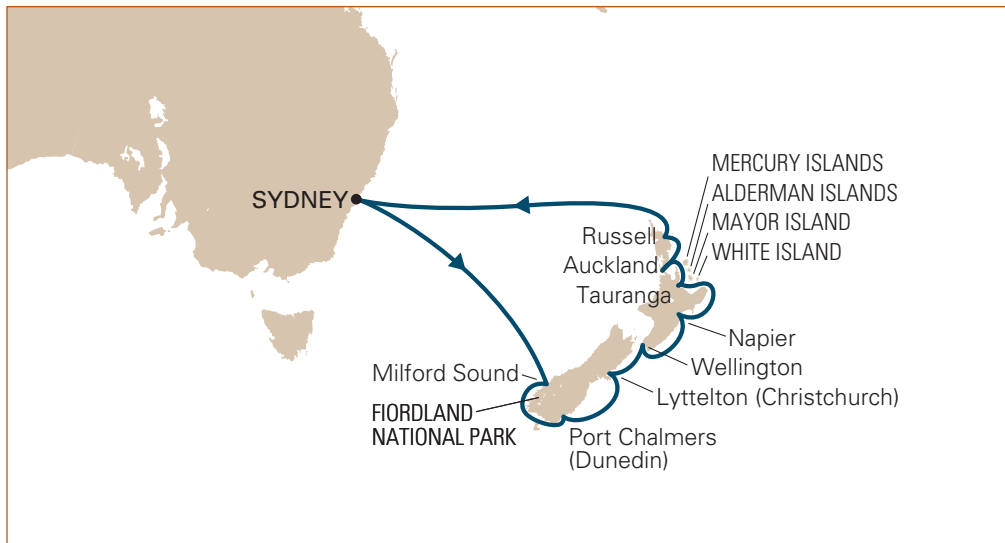 MERCURY ISLANDS
ALDERMAN ISLANDS
MAYOR ISLAND
WHITE ISLAND
SYDNEY
Russell
Auckland
Tauranga
Napier
Wellington
Lyttelton (Christchurch)
Milford Sound
FIORDLAND
NATIONAL PARK
Port Chalmers
(Dunedin)